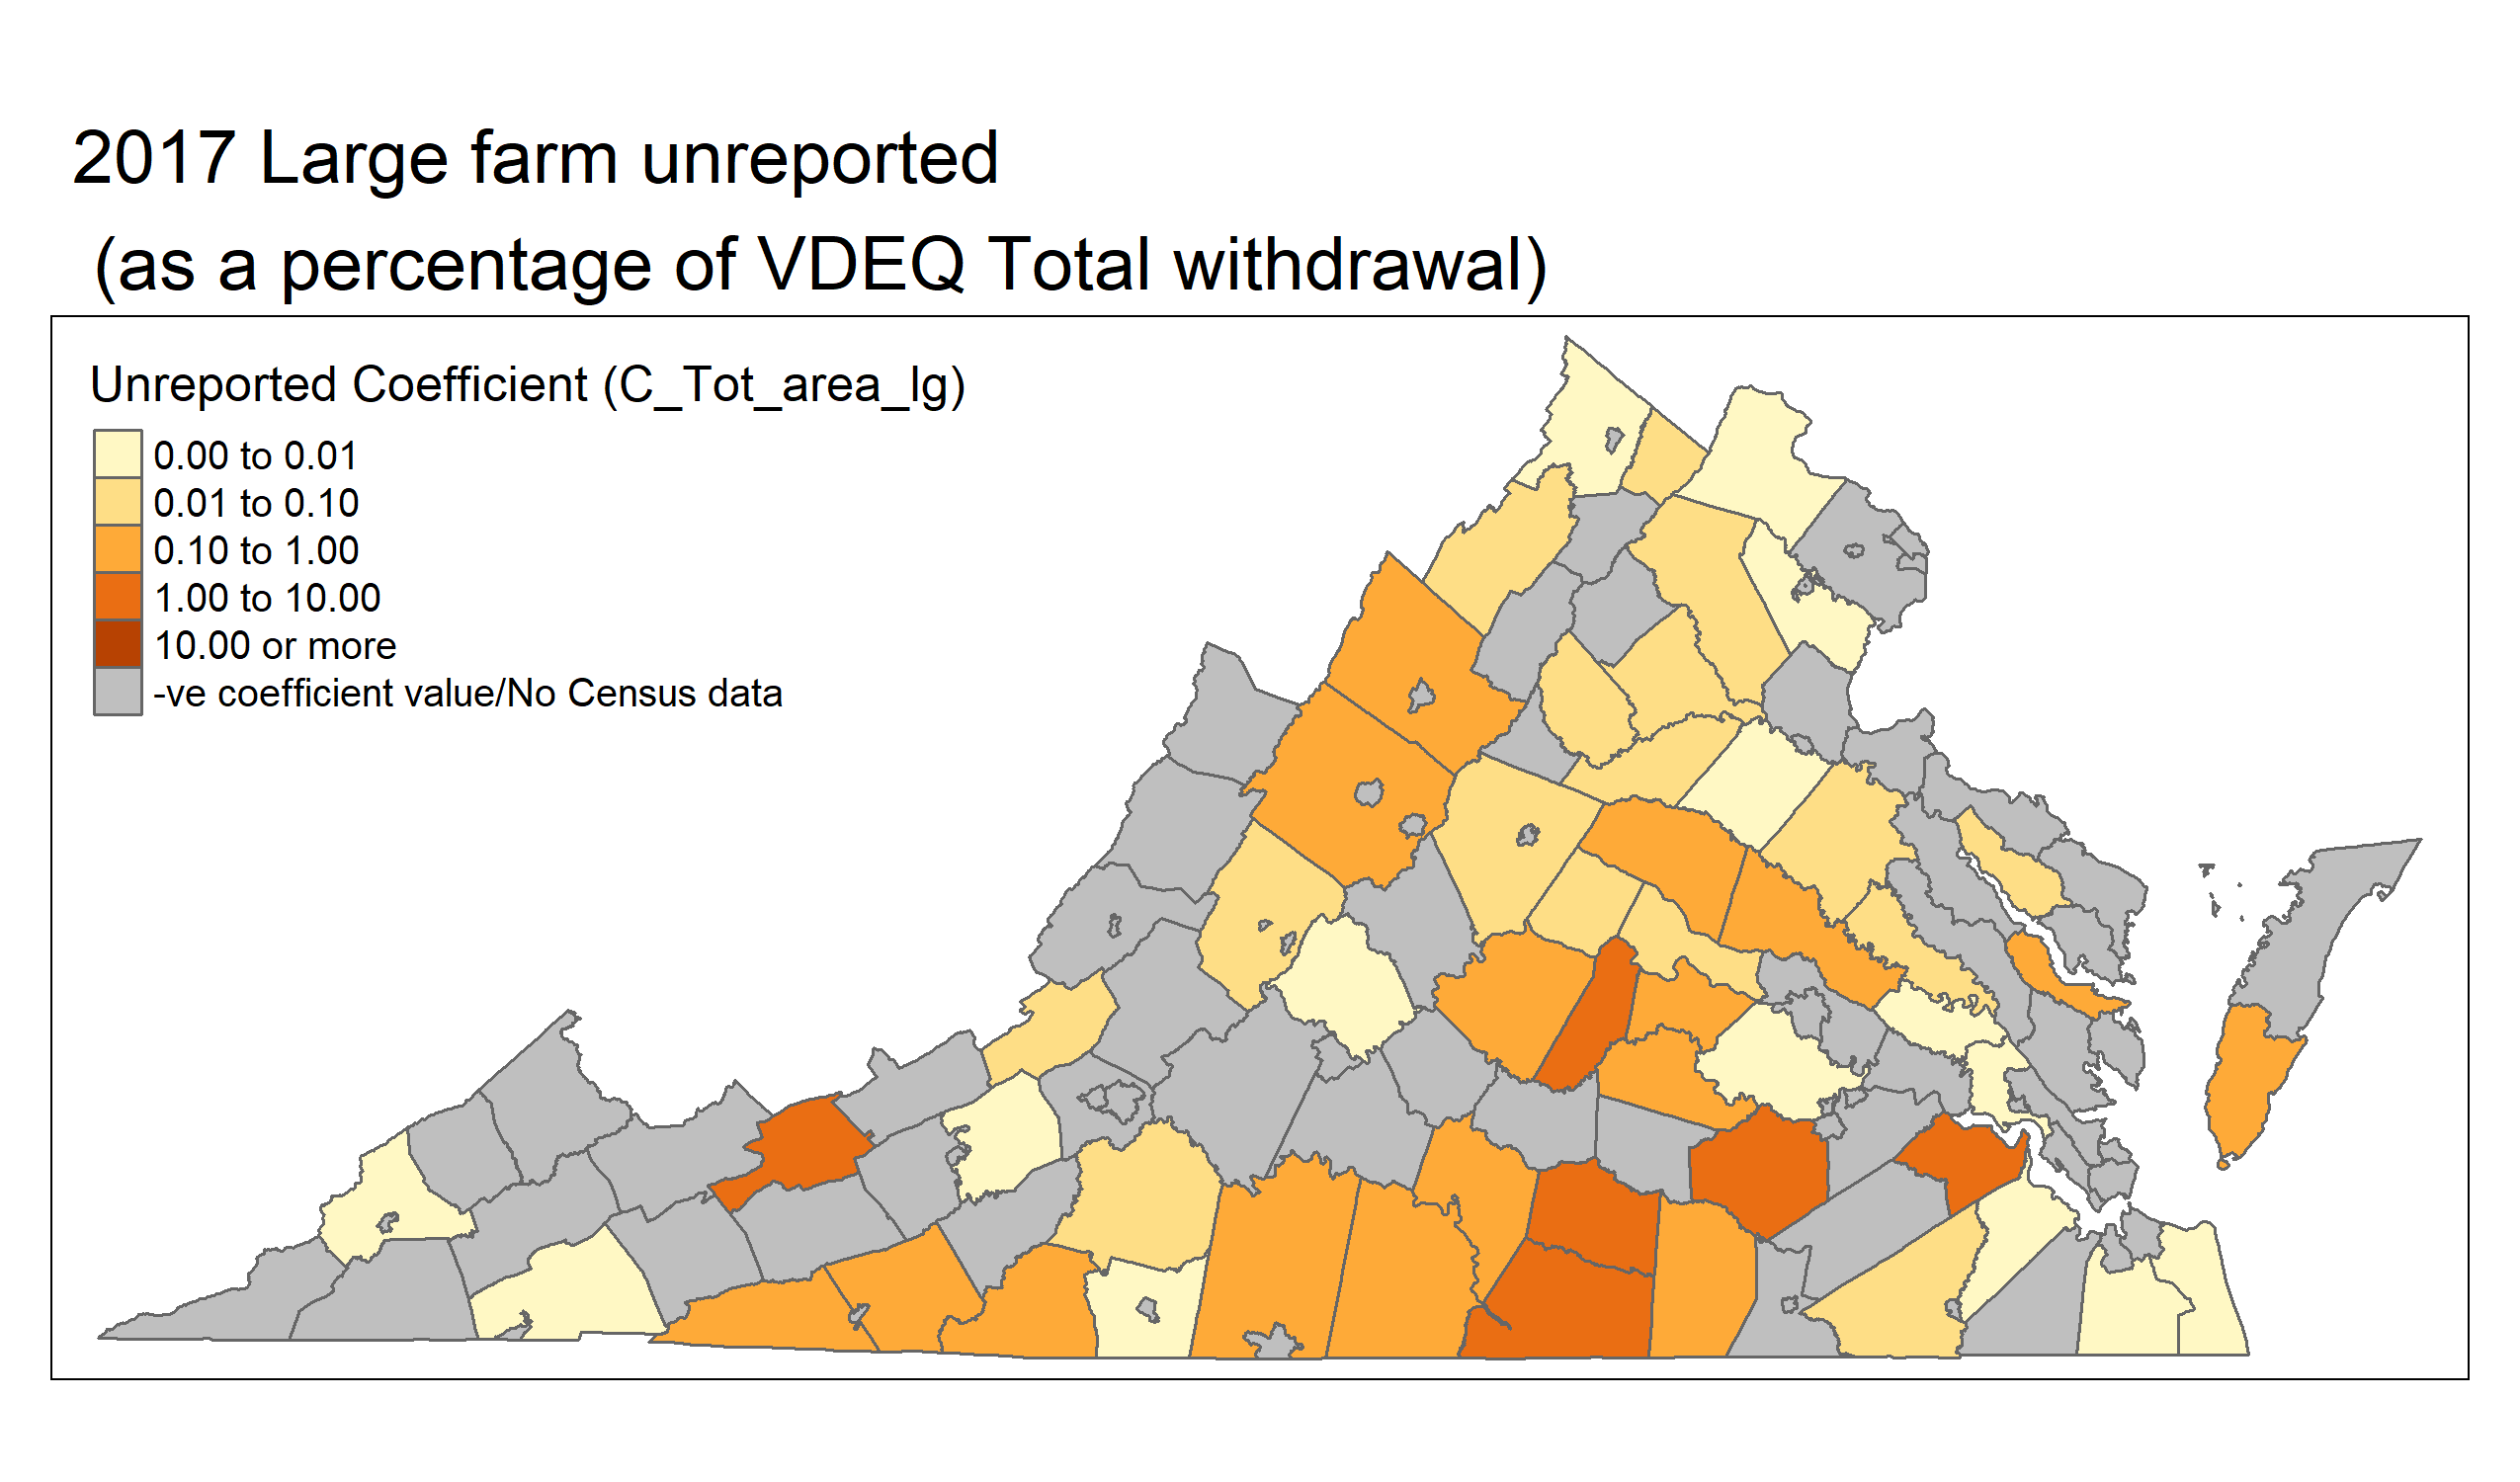 2017 Large farm unreported
(as a percentage of VDEQ Total withdrawal)
Unreported Coefficient (C_Tot_area_lg)
0.00 to 0.01
0.01 to 0.10
0.10 to 1.00
1.00 to 10.00
10.00 or more
-ve coefficient value/No Census data